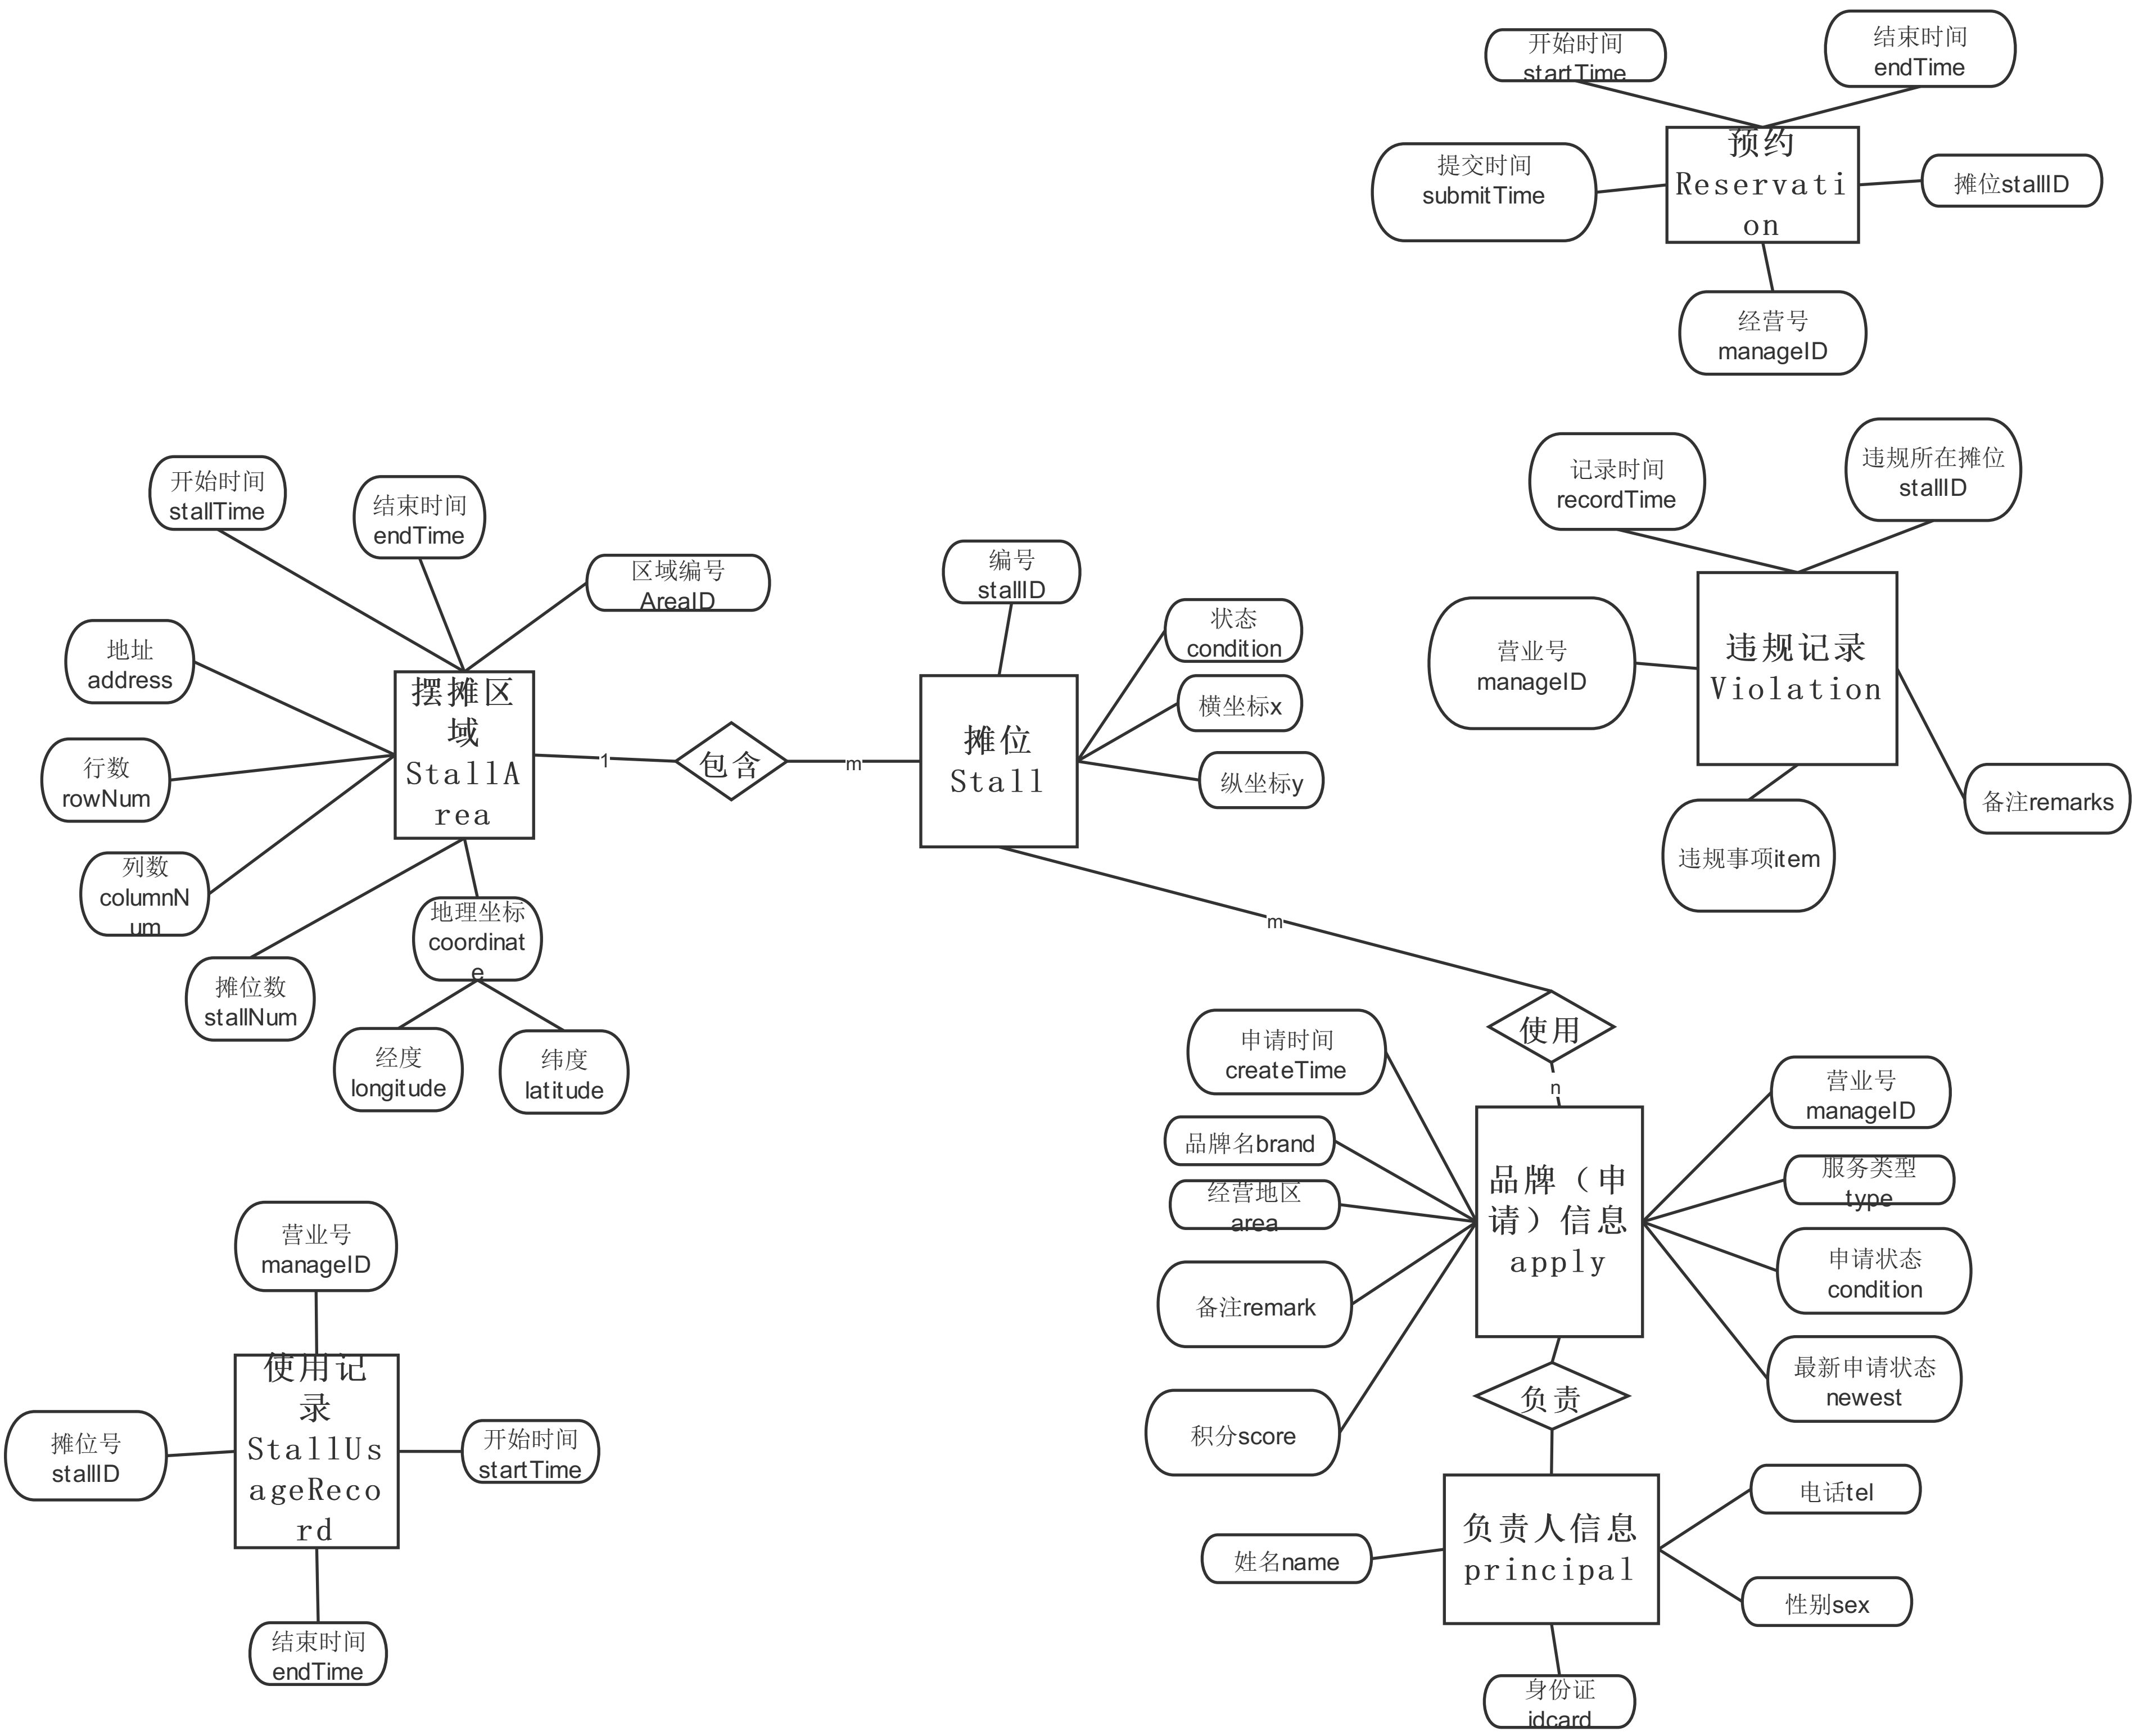 开始时间
startTime
结束时间
endTime
预约
Reservati
on
提交时间
submitTime
摊位stallID
经营号
manageID
记录时间
recordTime
违规所在摊位
stallID
营业号
manageID
违规记录
Violation
备注remarks
违规事项item
开始时间
stallTime
结束时间
endTime
区域编号
AreaID
地址
address
行数
rowNum
列数
columnN
um
摊位数
stallNum
摆摊区
域
StallA
rea
地理坐标
coordinat
e
经度
longitude
纬度
latitude
1
包含
m
编号
stallID
状态
condition
横坐标x
纵坐标y
摊位
Stall
m
使用
n
申请时间
createTime
品牌名brand
经营地区
area
备注remark
积分score
品牌（申
请）信息
apply
营业号
manageID
服务类型
type
申请状态
condition
最新申请状态
newest
负责
负责人信息
principal
姓名name
电话tel
性别sex
身份证
idcard
营业号
manageID
使用记
录
StallUs
ageReco
rd
摊位号
stallID
开始时间
startTime
结束时间
endTime